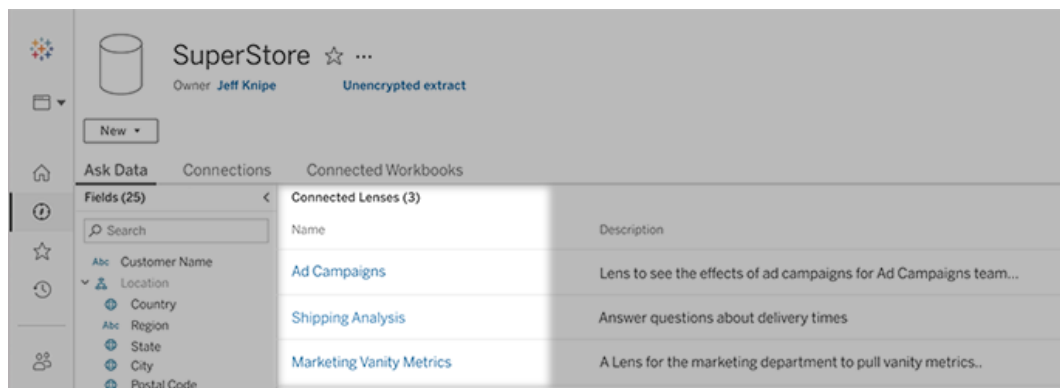 SuperStore ...
Owner Jeff Knipe Unencrypted extract
New
Ask Data Connections Connected Workbooks
Fields (25) Connected Lenses (3)
Search Name Description
Abc Customer Name
Ad Campaigns Lens to see the effects of ad campaigns for Ad Campaigns team...
Location
Country
Shipping Analysis Answer questions about delivery times
Abc Region
State
City
Marketing Vanity Metrics A Lens for the marketing department to pull vanity metrics..
Postal Code